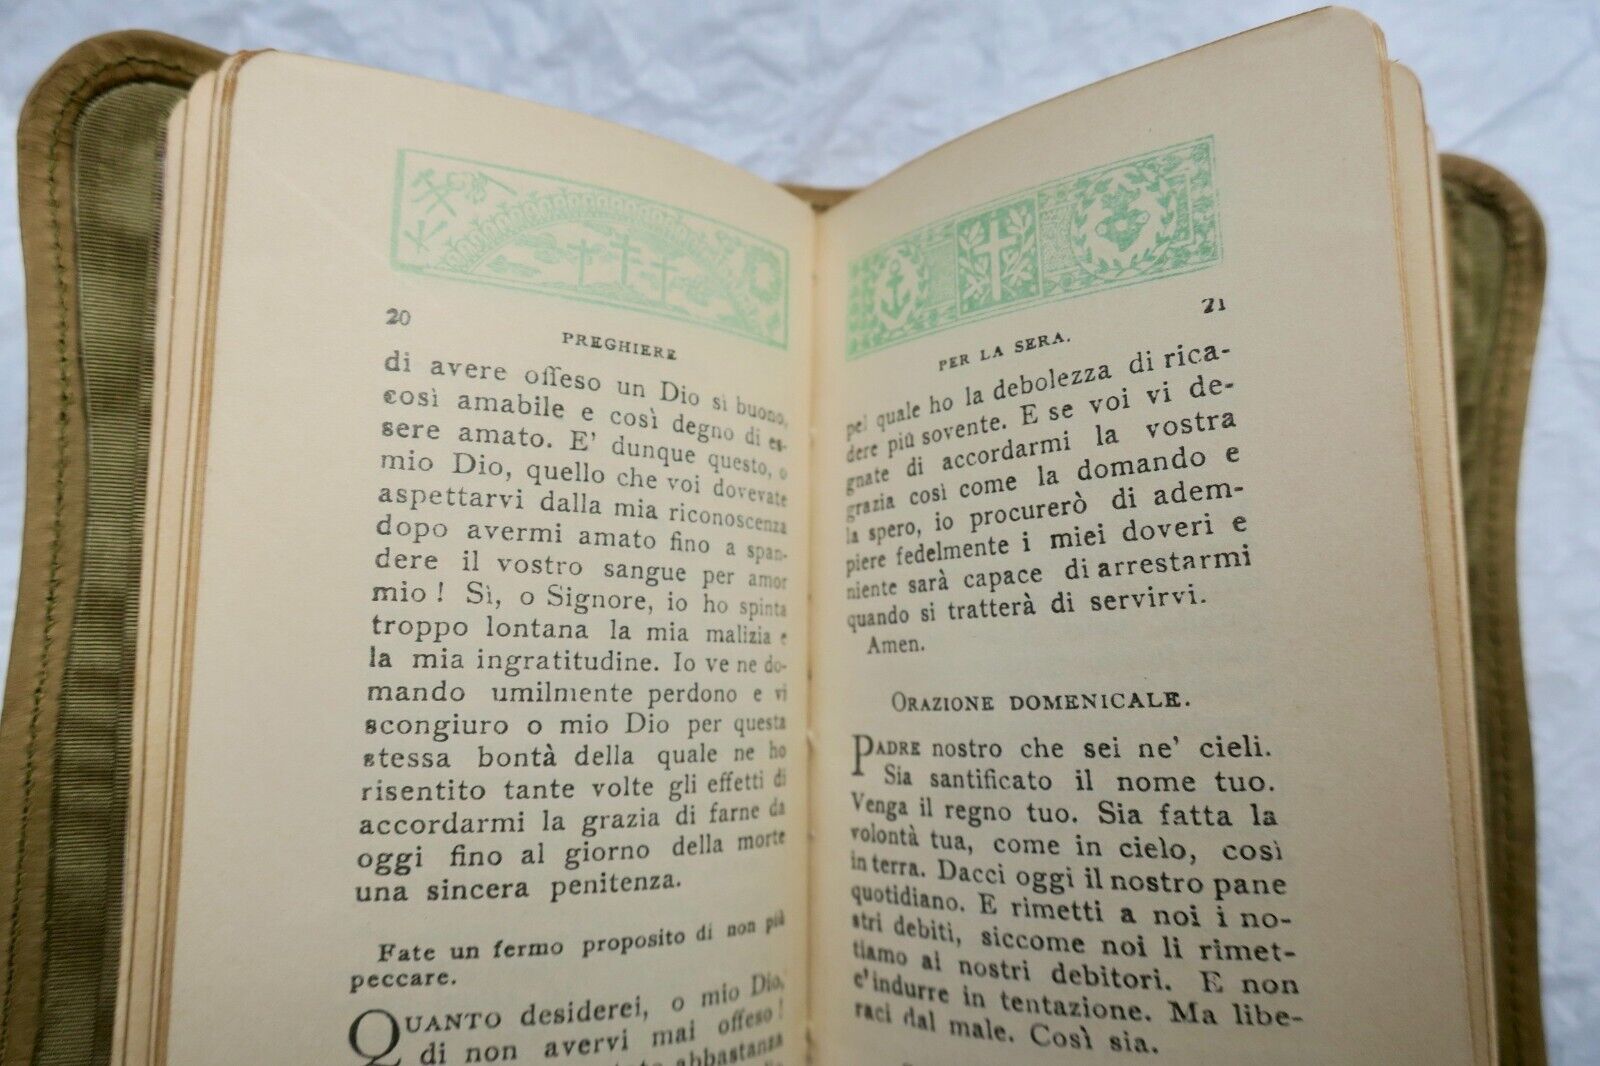 20
PREGHIERE
di avere offeso un Dio sì buono,
così amabile e così degno di es-
sere amato. E' dunque questo, o
mio Dio, quello che voi dovevate
aspettarvi dalla mia riconoscenza
dopo avermi amato fino a span-
dere il vostro sangue per amor
mio! Sì, o Signore, io ho spinta
troppo lontana la mia malizia e
la mia ingratitudine. Io ve ne do-
mando umilmente perdono e vi
scongiuro o mio Dio per questa
stessa bontà della quale ne ho
risentito tante volte gli effetti di
accordarmi la grazia di farne da
oggi fino al giorno della morte
una sincera penitenza.
Fate un fermo proposito di non più
peccare.
QUANTO desiderei, o mio Dio,
di non avervi mai offeso!
abbastanza
21
PER LA SERA.
pel quale ho la debolezza di rica-
dere più sovente. E se voi vi de-
gnate di accordarmi la vostra
grazia così come la domando e
la spero, io procurerò di adem-
piere fedelmente i miei doveri e
niente sarà capace di arrestarmi
quando si tratterà di servirvi.
Amen.
ORAZIONE DOMENICALE.
PADRE nostro che sei ne' cieli.
Sia santificato il nome tuo.
Venga il regno tuo. Sia fatta la
volontà tua, come in cielo, così
in terra. Dacci oggi il nostro pane
quotidiano. E rimetti a noi i no-
stri debiti, siccome noi li rimet-
tiamo ai nostri debitori. E non
c'indurre in tentazione. Ma libe-
raci dal male. Così sia.